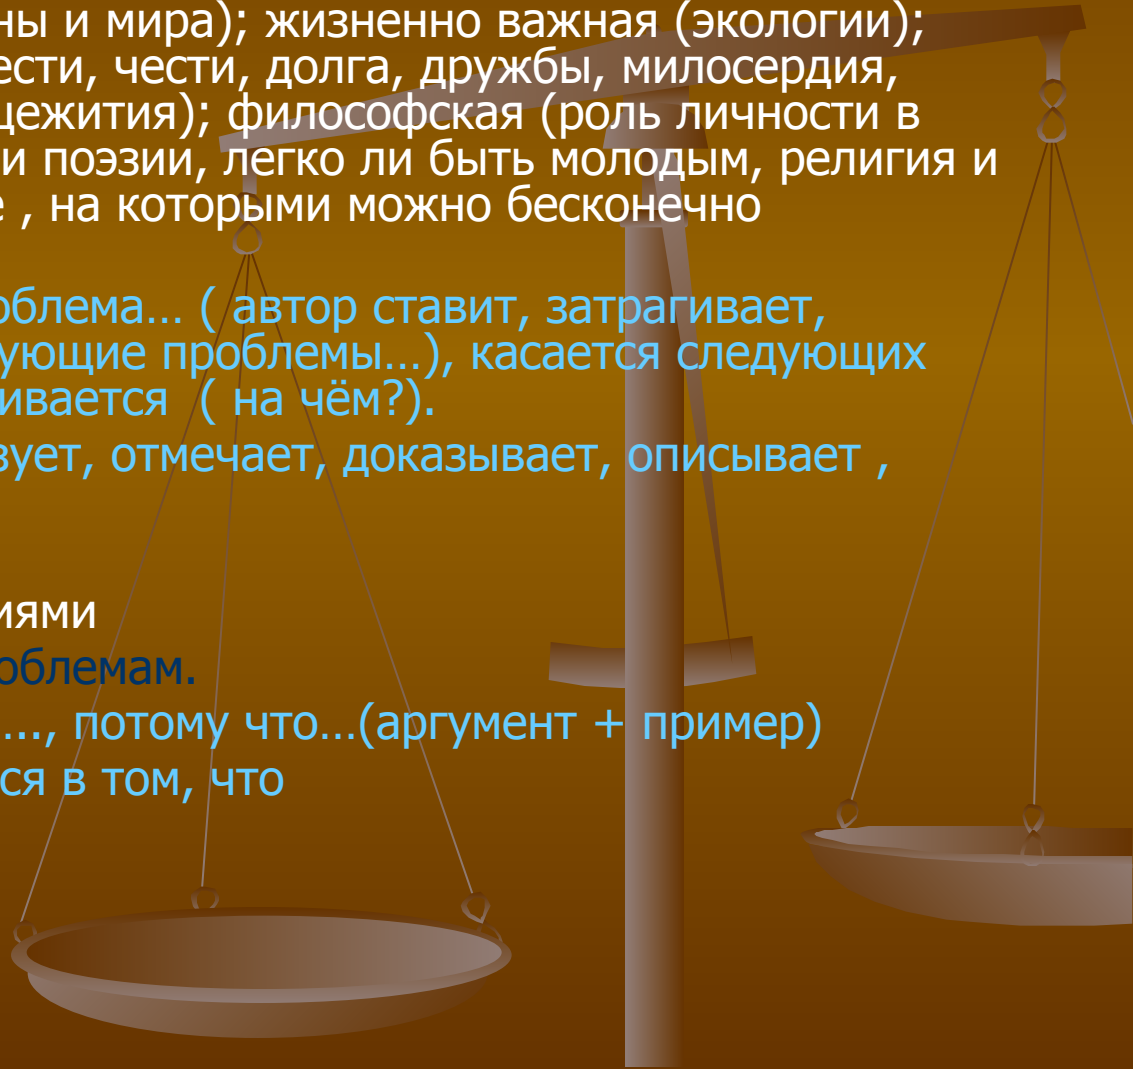 ны и мира); жизненно важная (экологии);
ести, чести, долга, дружбы, милосердия,
цежития); философская (роль личности в
и поэзии, легко ли быть молодым, религия и
е , на которыми можно бесконечно
облема… ( автор ставит, затрагивает,
ующие проблемы…), касается следующих
ивается ( на чём?).
зует, отмечает, доказывает, описывает ,
иями
облемам.
…, потому что…(аргумент + пример)
ся в том, что